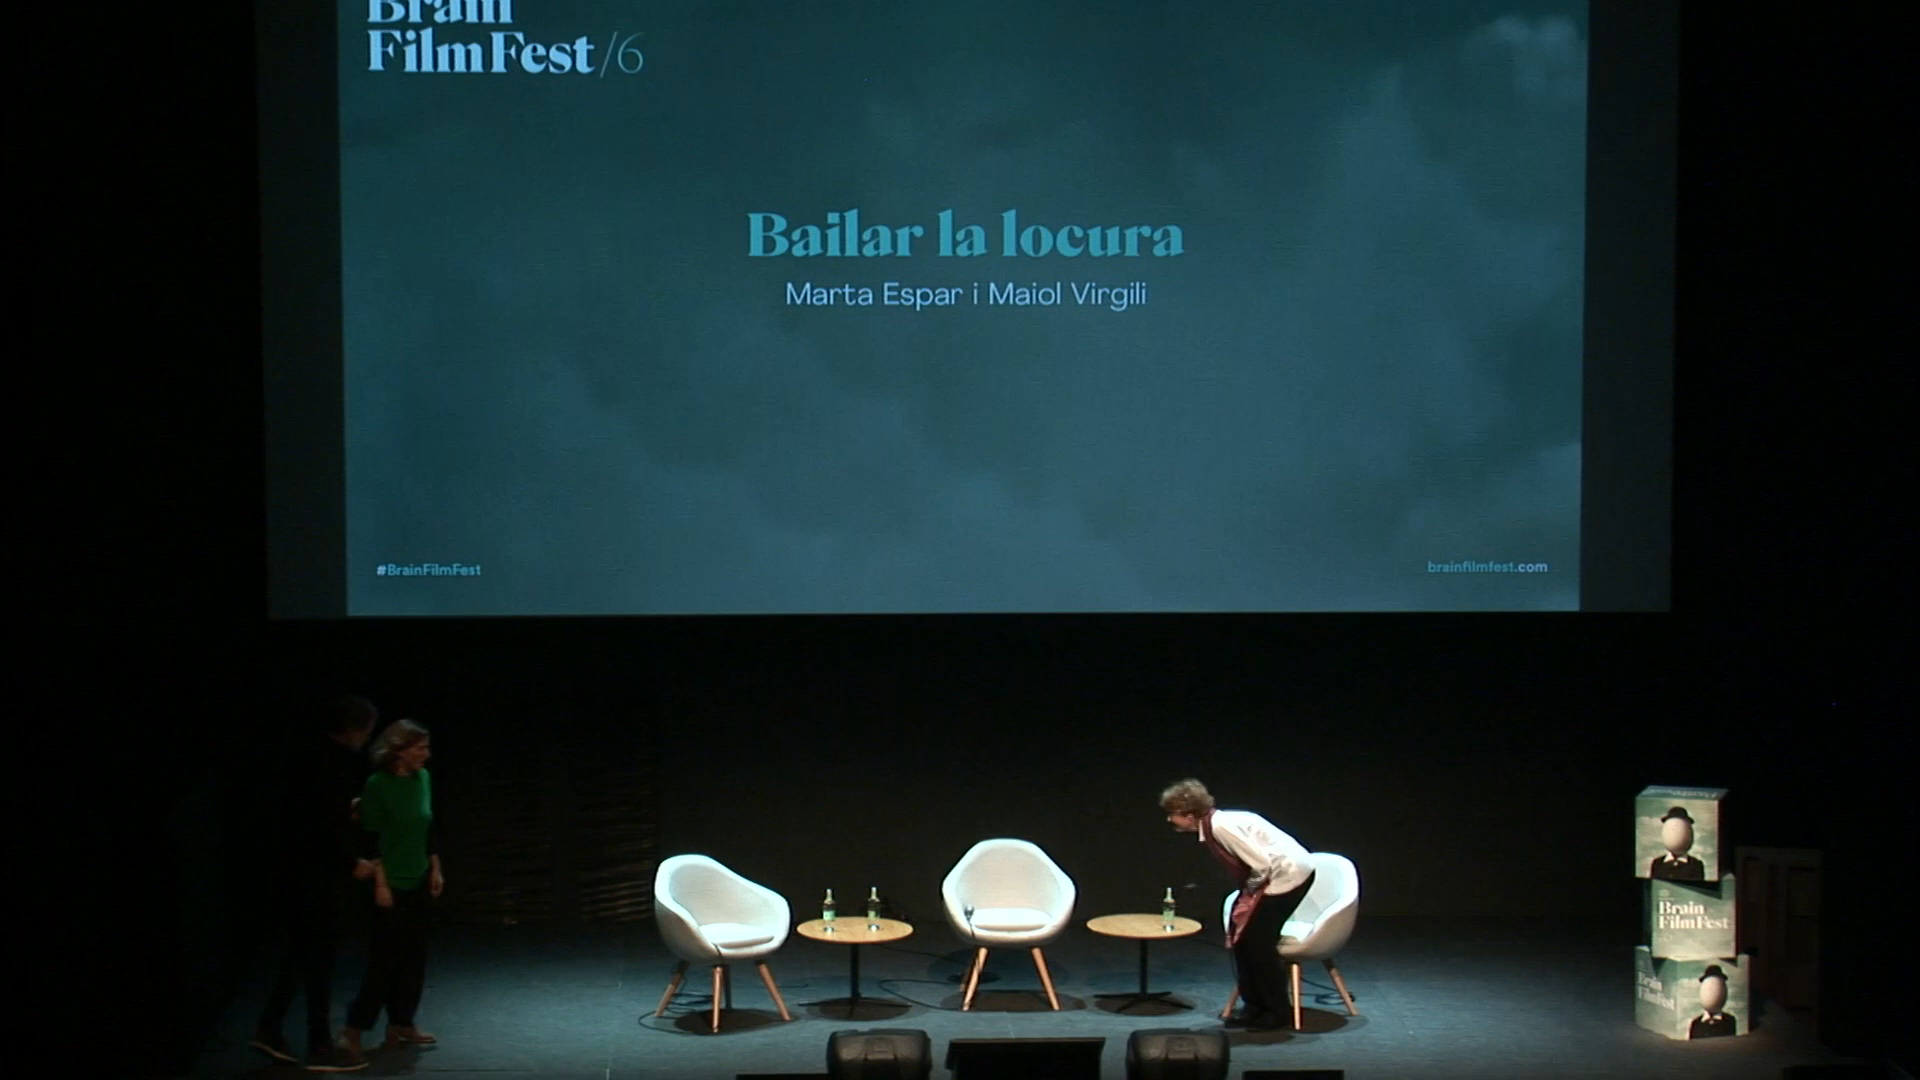 Brain
FilmFest/6
Bailar la locura
Marta Espar i Maiol Virgili
#BrainFilmFest
brainfilmfest.com
Brain
FilmFest
Brain
FilmFest